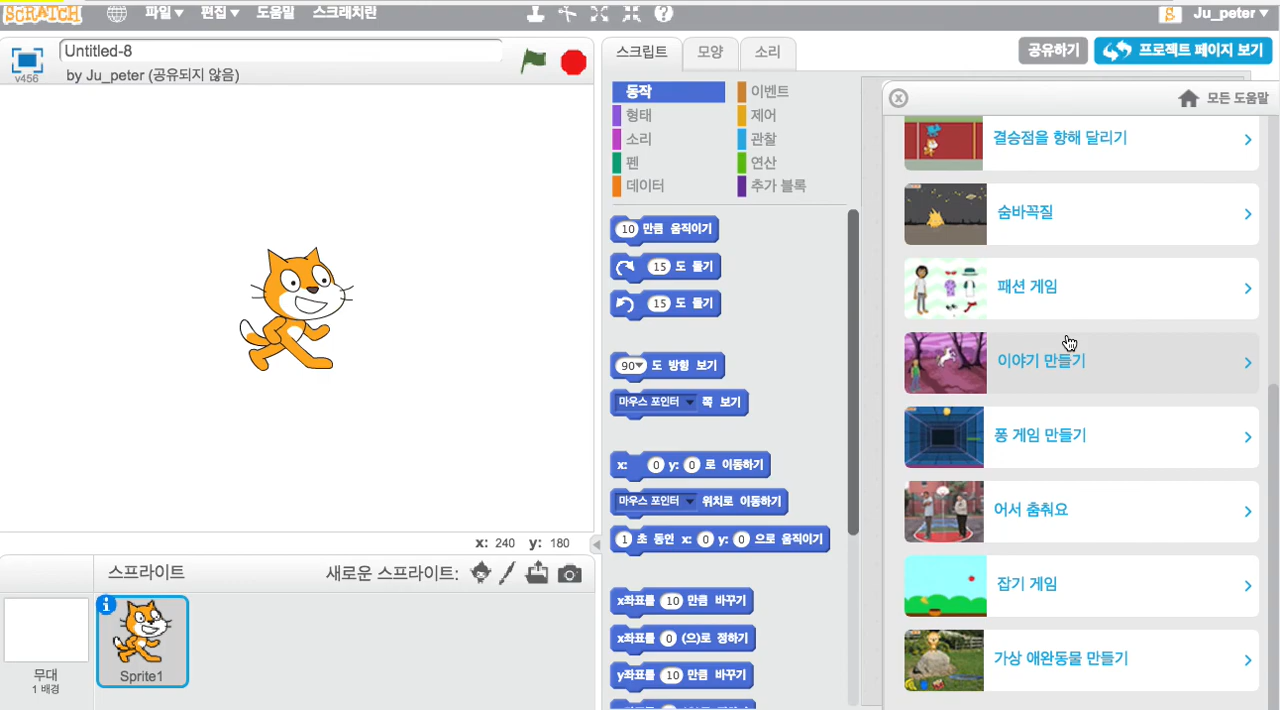 SCRATCH 파일▼ 편집▼ 도움말 스크래치란 Ju_peter▼
v456
Untitled-8
by Ju_peter (공유되지 않음)
스크립트 모양 소리
공유하기 프로젝트 페이지 보기
동작 이벤트
형태 제어
소리 관찰
펜 연산
데이터 추가 블록
10 만큼 움직이기
15 도 돌기
15 도 돌기
90▼ 도 방향 보기
마우스 포인터 쪽 보기
x: 0 y: 0 로 이동하기
마우스 포인터 위치로 이동하기
1 초 동안 x: 0 y: 0 으로 움직이기
x좌표를 10 만큼 바꾸기
x좌표를 0 (으)로 정하기
y좌표를 10 만큼 바꾸기
모든 도움말
결승점을 향해 달리기
숨바꼭질
패션 게임
이야기 만들기
퐁 게임 만들기
어서 춤춰요
잡기 게임
가상 애완동물 만들기
x: 240 y: 180
스프라이트 새로운 스프라이트:
무대
1 배경
Sprite1